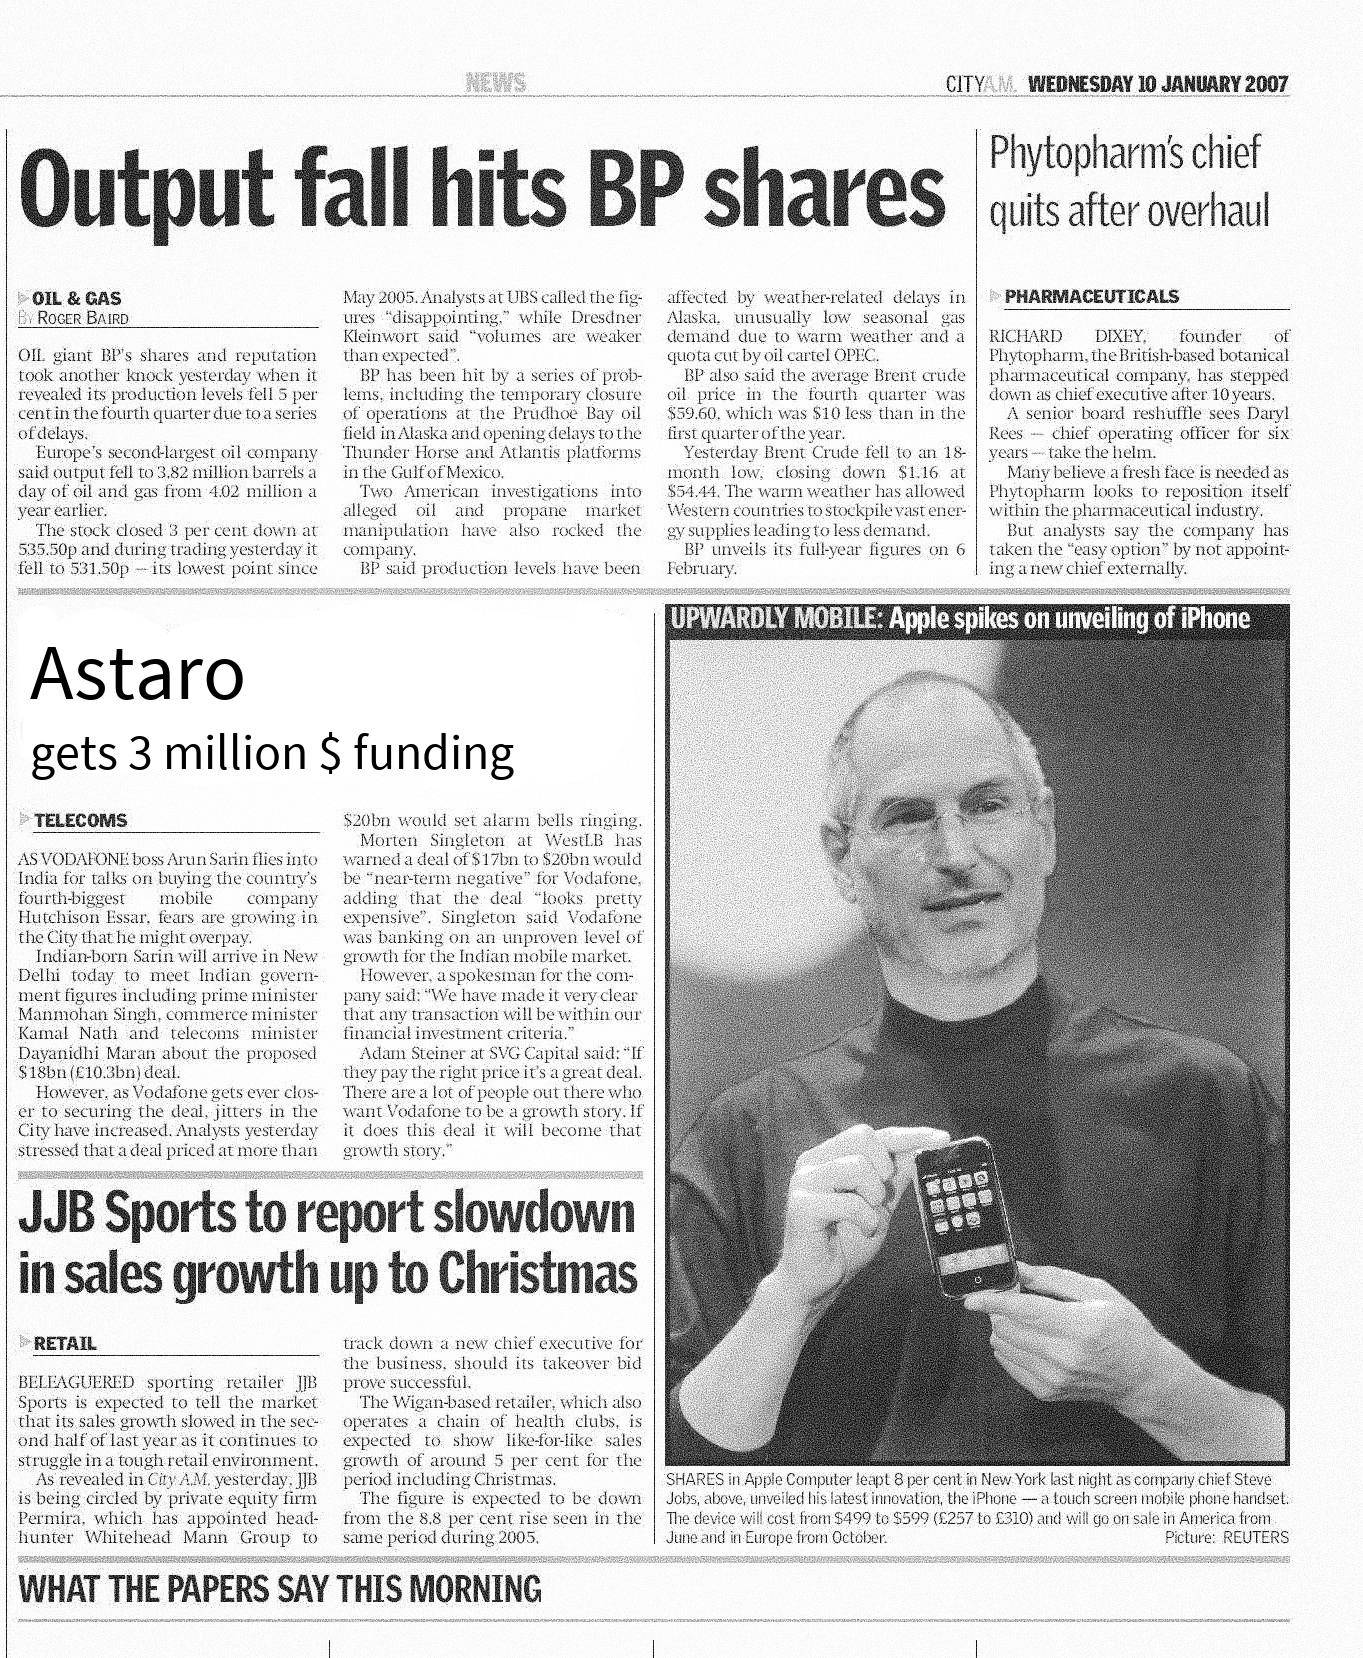 NEWS
CITYA.M. WEDNESDAY 10 JANUARY 2007
Output fall hits BP shares
OIL & GAS
BY ROGER BAIRD
OIL giant BP's shares and reputation
took another knock yesterday when it
revealed its production levels fell 5 per
cent in the fourth quarter due to a series
of delays.
Europe's second-largest oil company
said output fell to 3.82 million barrels a
day of oil and gas from 4.02 million a
year earlier.
The stock closed 3 per cent down at
535.50p and during trading yesterday it
fell to 531.50p – its lowest point since
May 2005. Analysts at UBS called the fig-
ures “disappointing,” while Dresdner
Kleinwort said “volumes are weaker
than expected”.
BP has been hit by a series of prob-
lems, including the temporary closure
of operations at the Prudhoe Bay oil
field in Alaska and opening delays to the
Thunder Horse and Atlantis platforms
in the Gulf of Mexico.
Two American investigations into
alleged oil and propane market
manipulation have also rocked the
company.
BP said production levels have been
affected by weather-related delays in
Alaska, unusually low seasonal gas
demand due to warm weather and a
quota cut by oil cartel OPEC.
BP also said the average Brent crude
oil price in the fourth quarter was
$59.60, which was $10 less than in the
first quarter of the year.
Yesterday Brent Crude fell to an 18-
month low, closing down $1.16 at
$54.44. The warm weather has allowed
Western countries to stockpile vast ener-
gy supplies leading to less demand.
BP unveils its full-year figures on 6
February.
Phytopharm's chief
quits after overhaul
PHARMACEUTICALS
RICHARD DIXEY, founder of
Phytopharm, the British-based botanical
pharmaceutical company, has stepped
down as chief executive after 10 years.
A senior board reshuffle sees Daryl
Rees – chief operating officer for six
years – take the helm.
Many believe a fresh face is needed as
Phytopharm looks to reposition itself
within the pharmaceutical industry.
But analysts say the company has
taken the “easy option” by not appoint-
ing a new chief externally.
Astaro
gets 3 million $ funding
TELECOMS
AS VODAFONE boss Arun Sarin flies into
India for talks on buying the country's
fourth-biggest mobile company
Hutchison Essar, fears are growing in
the City that he might overpay.
Indian-born Sarin will arrive in New
Delhi today to meet Indian govern-
ment figures including prime minister
Manmohan Singh, commerce minister
Kamal Nath and telecoms minister
Dayanidhi Maran about the proposed
$18bn (£10.3bn) deal.
However, as Vodafone gets ever clos-
er to securing the deal, jitters in the
City have increased. Analysts yesterday
stressed that a deal priced at more than
$20bn would set alarm bells ringing.
Morten Singleton at WestLB has
warned a deal of $17bn to $20bn would
be “near-term negative” for Vodafone,
adding that the deal “looks pretty
expensive”. Singleton said Vodafone
was banking on an unproven level of
growth for the Indian mobile market.
However, a spokesman for the com-
pany said: “We have made it very clear
that any transaction will be within our
financial investment criteria.”
Adam Steiner at SVG Capital said: “If
they pay the right price it's a great deal.
There are a lot of people out there who
want Vodafone to be a growth story. If
it does this deal it will become that
growth story.”
UPWARDLY MOBILE: Apple spikes on unveiling of iPhone
SHARES in Apple Computer leapt 8 per cent in New York last night as company chief Steve
Jobs, above, unveiled his latest innovation, the iPhone — a touch screen mobile phone handset.
The device will cost from $499 to $599 (£257 to £310) and will go on sale in America from
June and in Europe from October. Picture: REUTERS
JJB Sports to report slowdown
in sales growth up to Christmas
RETAIL
BELEAGUERED sporting retailer JJB
Sports is expected to tell the market
that its sales growth slowed in the sec-
ond half of last year as it continues to
struggle in a tough retail environment.
As revealed in City A.M. yesterday, JJB
is being circled by private equity firm
Permira, which has appointed head-
hunter Whitehead Mann Group to
track down a new chief executive for
the business, should its takeover bid
prove successful.
The Wigan-based retailer, which also
operates a chain of health clubs, is
expected to show like-for-like sales
growth of around 5 per cent for the
period including Christmas.
The figure is expected to be down
from the 8.8 per cent rise seen in the
same period during 2005.
WHAT THE PAPERS SAY THIS MORNING